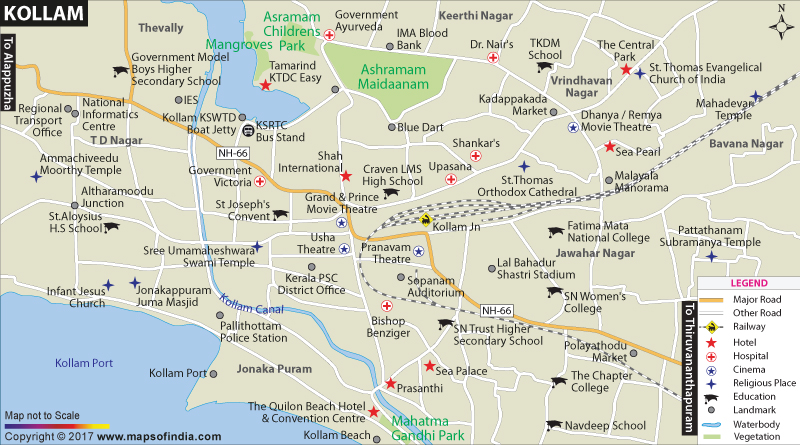 KOLLAM
To Alappuzha
Thevally
Asramam
Childrens
Park
Government
Ayurveda
Keerthi Nagar
IMA Blood
Bank
Dr. Nair's
TKDM
School
The Central
Park
St. Thomas Evangelical
Church of India
Mangroves
Tamarind
KTDC Easy
Government Model
Boys Higher
Secondary School
Ashramam
Maidaanam
Vrindhavan
Nagar
Mahadevar
Temple
Regional
Transport
Office
National
Informatics
Centre
IES
Kollam KSWTD
Boat Jetty
KSRTC
Bus Stand
Blue Dart
Kadappakada
Market
Dhanya / Remya
Movie Theatre
Bavana Nagar
T D Nagar
NH-66
Shah
International
Shankar's
Upasana
Sea Pearl
Ammachiveedu
Moorthy Temple
Government
Victoria
Craven LMS
High School
St.Thomas
Orthodox Cathedral
Malayala
Manorama
Altharamoodu
Junction
St.Aloysius
H.S School
St Joseph's
Convent
Grand & Prince
Movie Theatre
Kollam Jn
Fatima Mata
National College
Pattathanam
Subramanya Temple
Sree Umamaheshwara
Swami Temple
Usha
Theatre
Pranavam
Theatre
Jawahar Nagar
Lal Bahadur
Shastri Stadium
Infant Jesus
Church
Jonakappuram
Juma Masjid
Kerala PSC
District Office
Sopanam
Auditorium
SN Women's
College
Kollam Canal
NH-66
Pallithottam
Police Station
Bishop
Benziger
SN Trust Higher
Secondary School
Polayathodu
Market
To Thiruvananthapuram
Kollam Port
Kollam Port
Jonaka Puram
Sea Palace
Prasanthi
The Chapter
College
The Quilon Beach Hotel
& Convention Centre
Mahatma
Gandhi Park
Kollam Beach
Navdeep School
LEGEND
Major Road
Other Road
Railway
Hotel
Hospital
Cinema
Religious Place
Education
Landmark
Waterbody
Vegetation
Map not to Scale
Copyright © 2017 www.mapsofindia.com
N